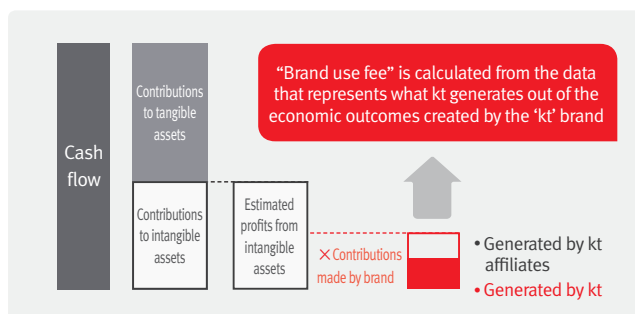 “Brand use fee” is calculated from the data
that represents what kt generates out of the
economic outcomes created by the ‘kt’ brand
Cash
flow
Contributions
to tangible
assets
Contributions
to intangible
assets
Estimated
profits from
intangible
assets
×Contributions
made by brand
• Generated by kt
affiliates
• Generated by kt